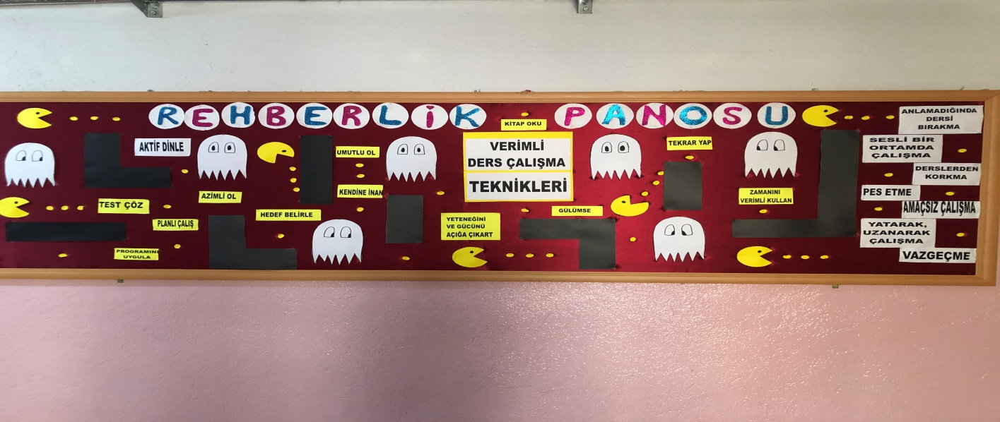 REHBERLİK PANOSU
KİTAP OKU
VERİMLİ
DERS ÇALIŞMA
TEKNİKLERİ
AKTİF DİNLE
UMUTLU OL
TEKRAR YAP
AZİMLİ OL
KENDİNE İNAN
ZAMANINI
VERİMLİ KULLAN
TEST ÇÖZ
HEDEF BELİRLE
GÜLÜMSE
PLANLI ÇALIŞ
YETENEĞİNİ
VE GÜCÜNÜ
AÇIĞA ÇIKART
PROGRAMINI
UYGULA
ANLAMADIĞINDA
DERSİ
BIRAKMA
SESLİ BİR
ORTAMDA
ÇALIŞMA
DERSLERDEN
KORKMA
PES ETME
AMAÇSIZ ÇALIŞMA
YATARAK,
UZANARAK
ÇALIŞMA
VAZGEÇME